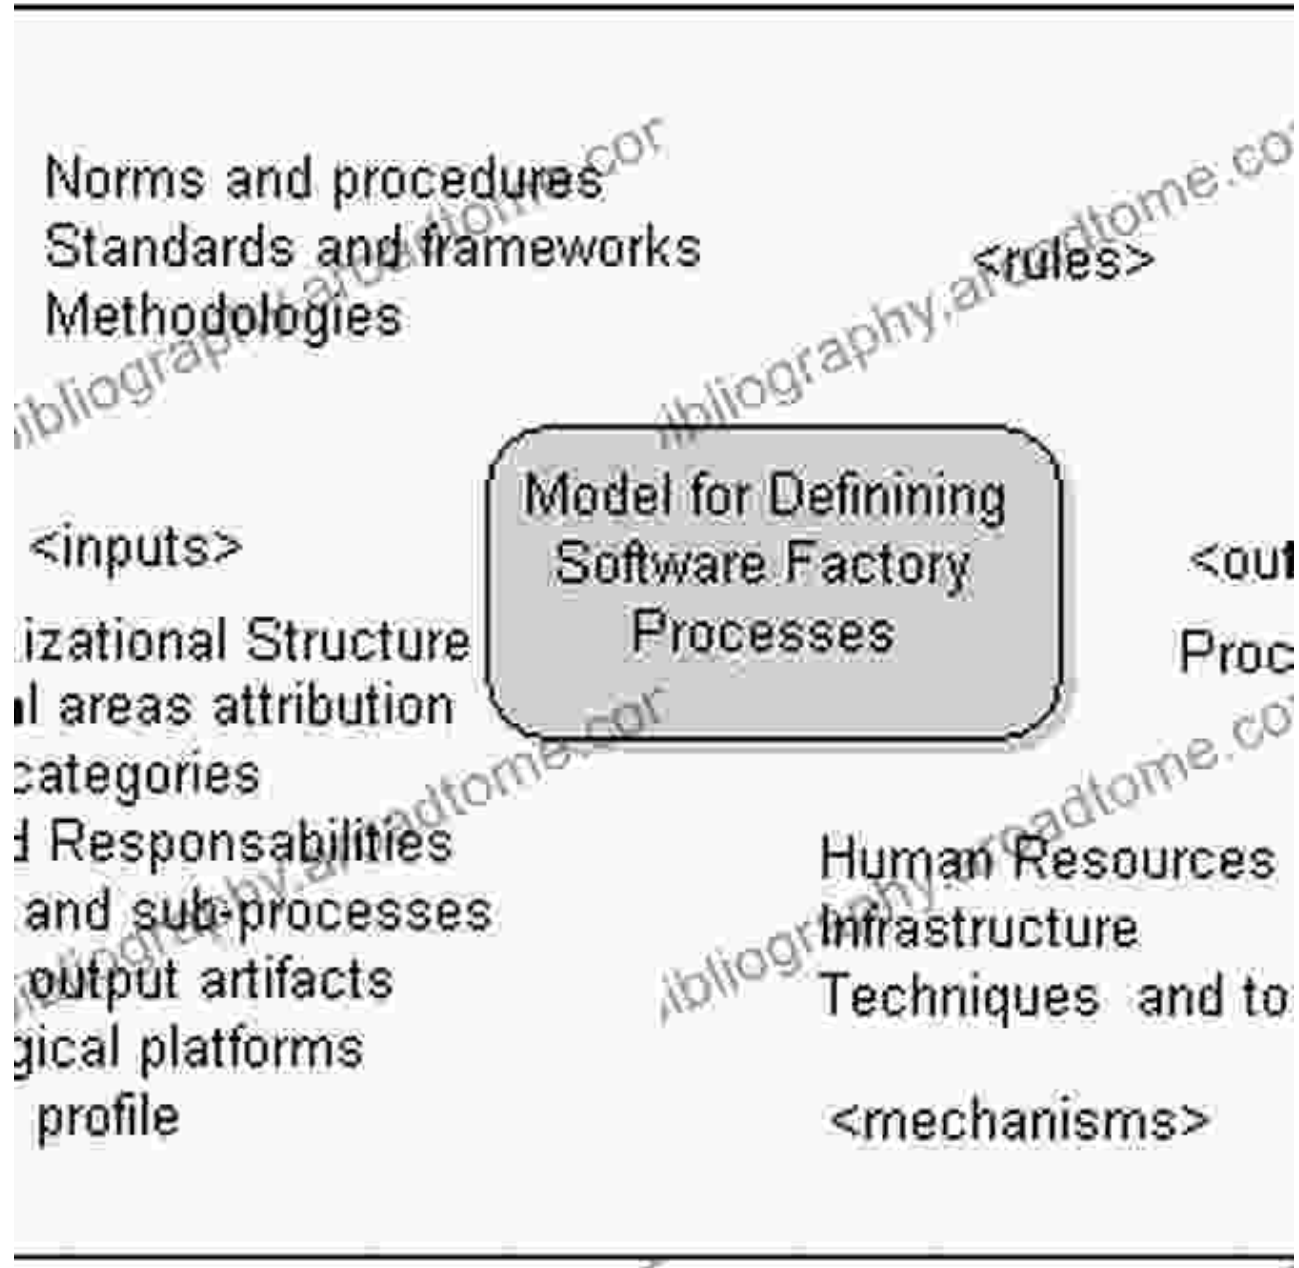 Norms and procedures
Standards and frameworks
Methodologies
<rules>
Model for Definining
Software Factory
Processes
<inputs>
izational Structure
l areas attribution
categories
d Responsabilities
and sub-processes
output artifacts
gical platforms
profile
<out
Proc
Human Resources
Infrastructure
Techniques and to
<mechanisms>